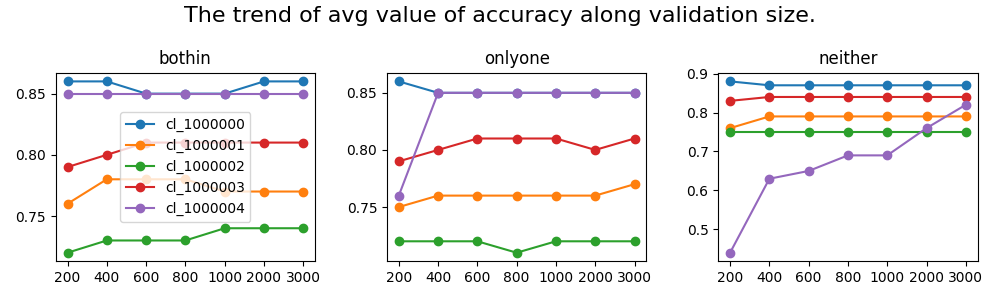 The trend of avg value of accuracy along validation size.
bothin
onlyone
neither
0.85
0.80
0.75
cl_1000000
cl_1000001
cl_1000002
cl_1000003
cl_1000004
200 400 600 800 1000 2000 3000
0.85
0.80
0.75
200 400 600 800 1000 2000 3000
0.9
0.8
0.7
0.6
0.5
200 400 600 800 1000 2000 3000